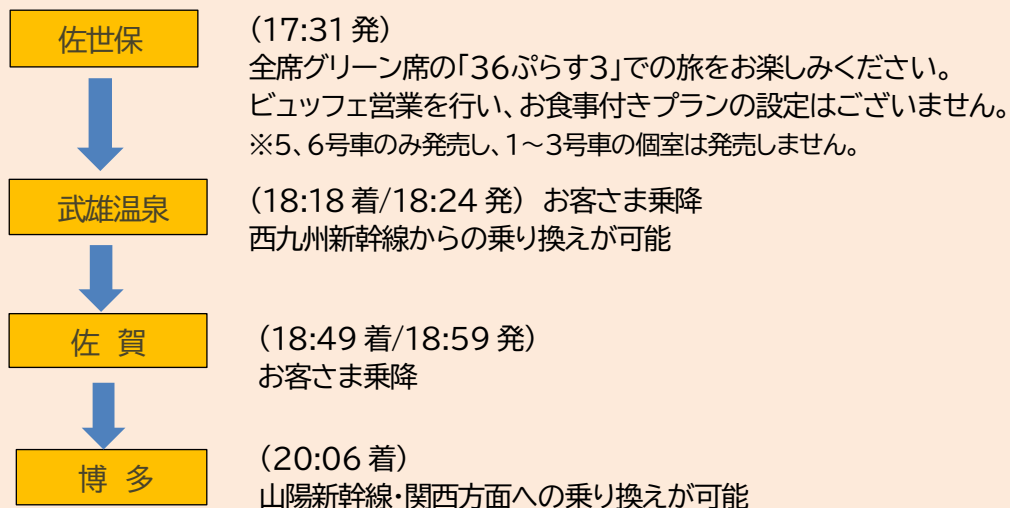 佐世保
(17:31 発)
全席グリーン席の「36ぷらす3」での旅をお楽しみください。
ビュッフェ営業を行い、お食事付きプランの設定はございません。
※5、6号車のみ発売し、1～3号車の個室は発売しません。
武雄温泉
(18:18 着/18:24 発) お客さま乗降
西九州新幹線からの乗り換えが可能
佐 賀
(18:49 着/18:59 発)
お客さま乗降
博 多
(20:06 着)
山陽新幹線・関西方面への乗り換えが可能